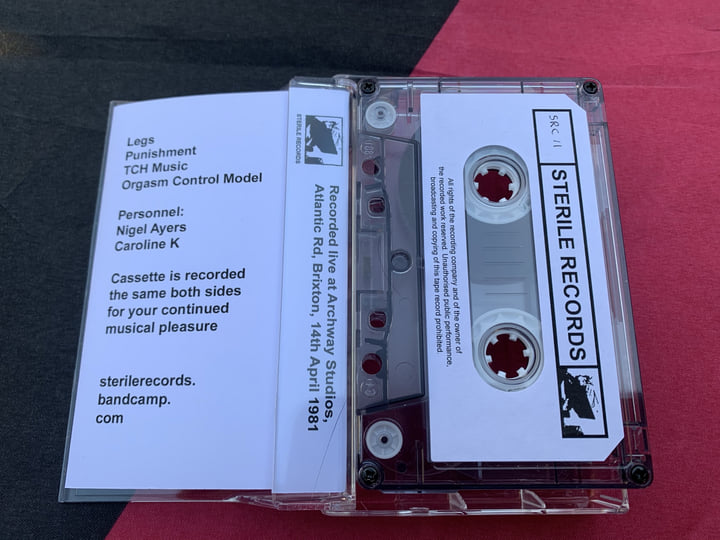 Legs
Punishment
TCH Music
Orgasm Control Model
Personnel:
Nigel Ayers
Caroline K
Cassette is recorded
the same both sides
for your continued
musical pleasure
sterilerecords.
bandcamp.
com
STERILE RECORDS
Recorded live at Archway Studios,
Atlantic Rd, Brixton, 14th April 1981
SRC 11
STERILE RECORDS
All rights of the recording company and of the owner of
the recorded work reserved. Unauthorised public performance,
broadcasting and copying of this tape record prohibited.